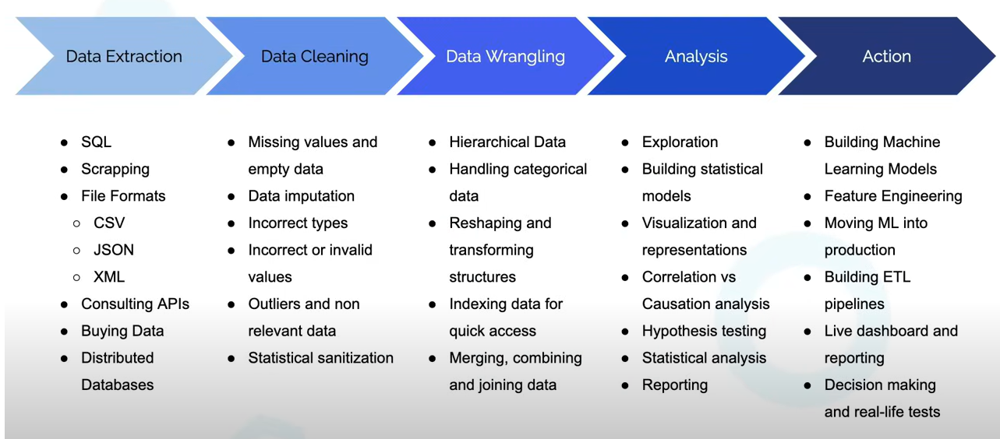 Data Extraction
Data Cleaning
Data Wrangling
Analysis
Action
SQL
Scrapping
File Formats
CSV
JSON
XML
Consulting APIs
Buying Data
Distributed
Databases
Missing values and
empty data
Data imputation
Incorrect types
Incorrect or invalid
values
Outliers and non
relevant data
Statistical sanitization
Hierarchical Data
Handling categorical
data
Reshaping and
transforming
structures
Indexing data for
quick access
Merging, combining
and joining data
Exploration
Building statistical
models
Visualization and
representations
Correlation vs
Causation analysis
Hypothesis testing
Statistical analysis
Reporting
Building Machine
Learning Models
Feature Engineering
Moving ML into
production
Building ETL
pipelines
Live dashboard and
reporting
Decision making
and real-life tests